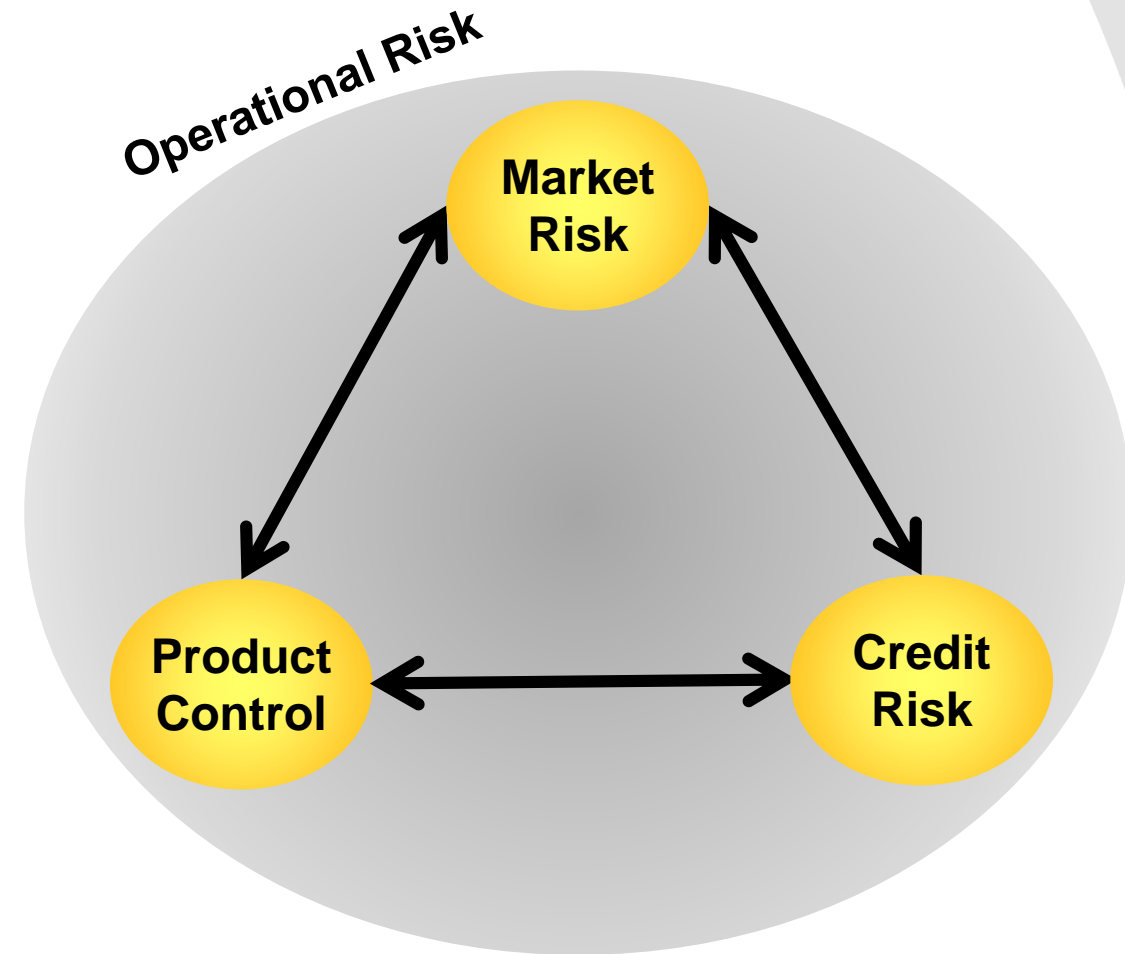 Operational Risk
Market
Risk
Product
Control
Credit
Risk